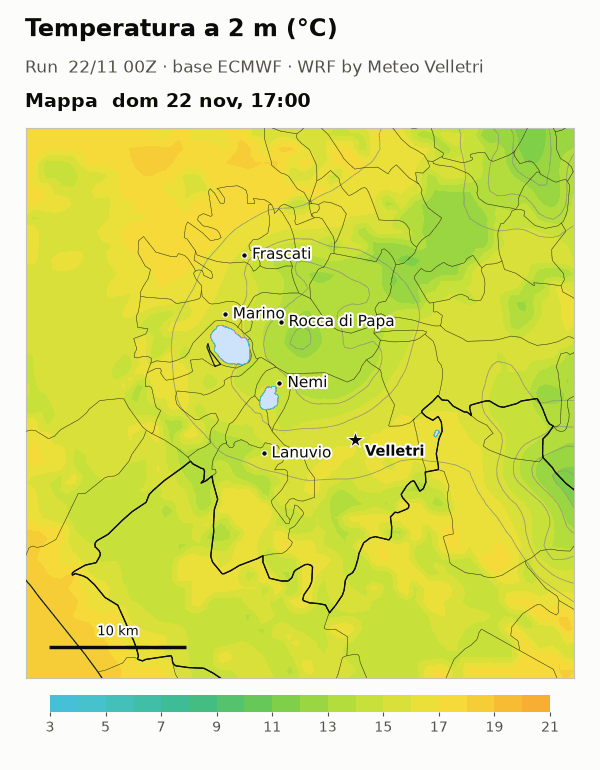 Temperatura a 2 m (°C)
Run  22/11 00Z · base ECMWF · WRF by Meteo Velletri
Mappa  dom 22 nov, 17:00
Frascati
Marino
Rocca di Papa
Nemi
Velletri
Lanuvio
10 km
3 5 7 9 11 13 15 17 19 21